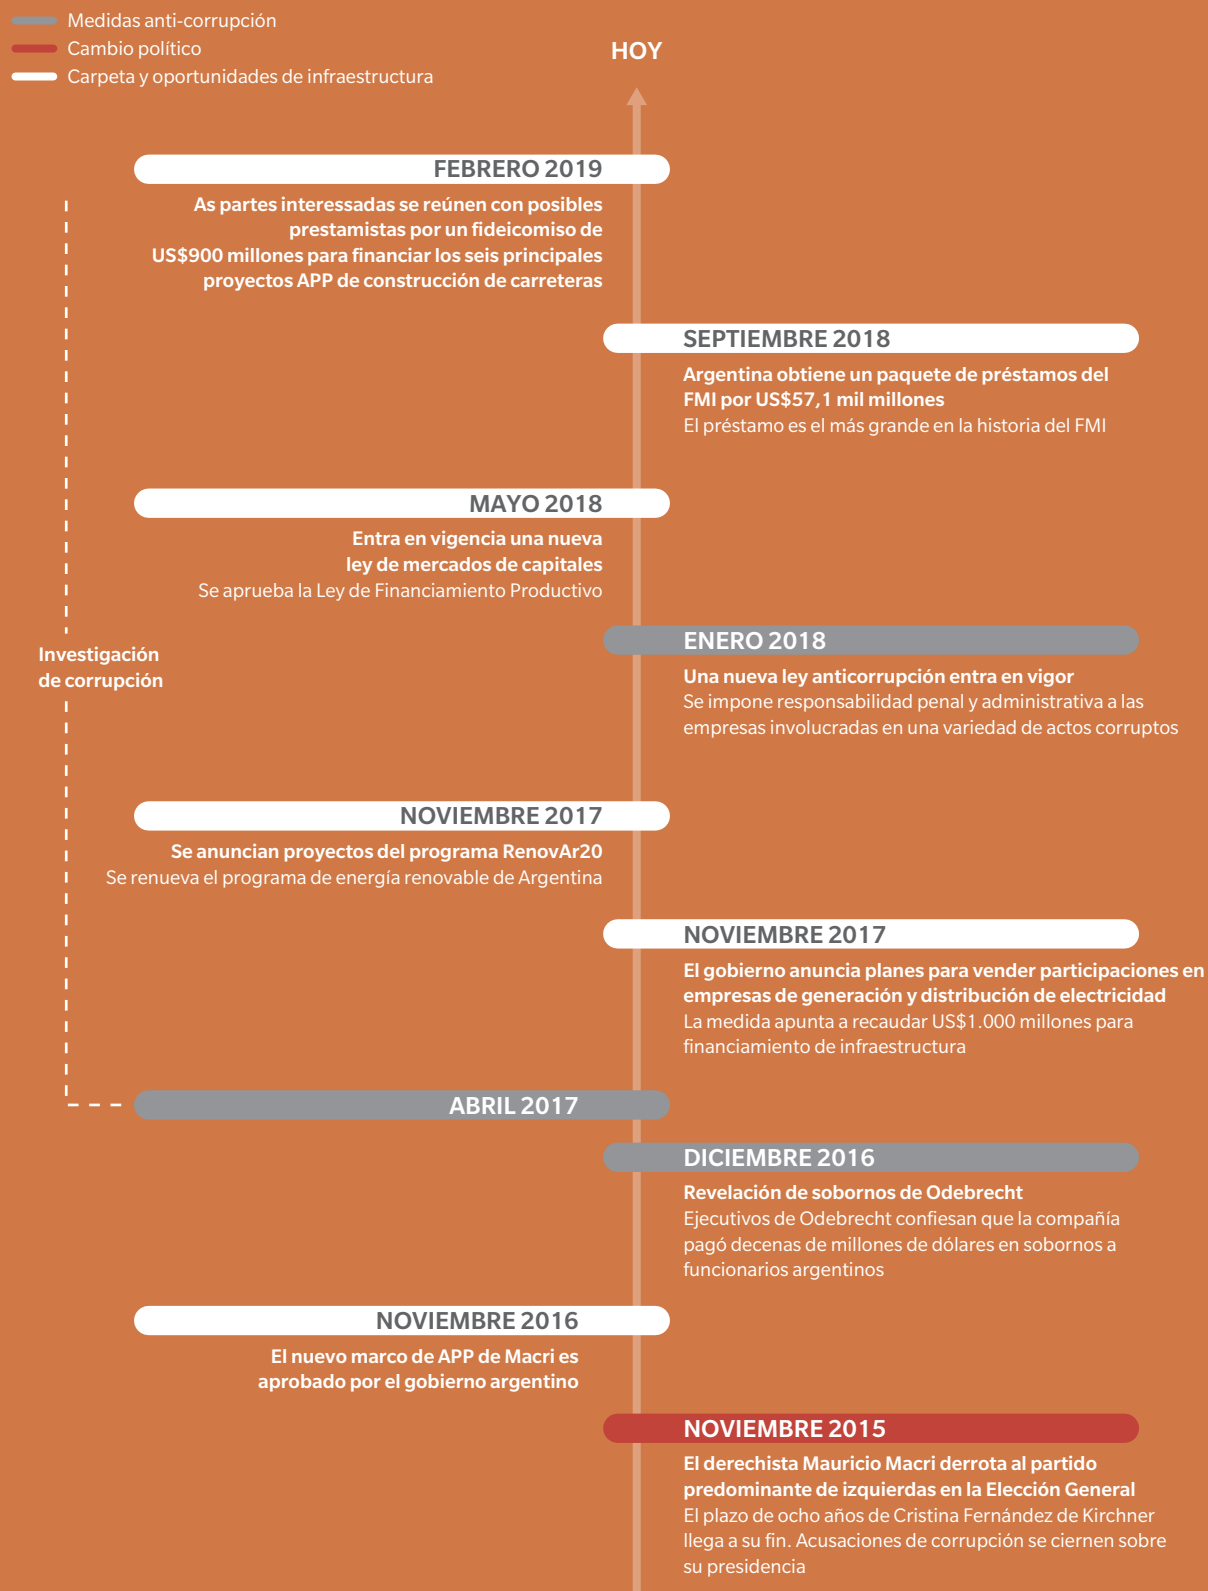 Medidas anti-corrupción
Cambio político
Carpeta y oportunidades de infraestructura
HOY
FEBRERO 2019
As partes interessadas se reúnen con posibles
prestamistas por un fideicomiso de
US$900 millones para financiar los seis principales
proyectos APP de construcción de carreteras
SEPTIEMBRE 2018
Argentina obtiene un paquete de préstamos del
FMI por US$57,1 mil millones
El préstamo es el más grande en la historia del FMI
MAYO 2018
Entra en vigencia una nueva
ley de mercados de capitales
Se aprueba la Ley de Financiamiento Productivo
Investigación
de corrupción
ENERO 2018
Una nueva ley anticorrupción entra en vigor
Se impone responsabilidad penal y administrativa a las
empresas involucradas en una variedad de actos corruptos
NOVIEMBRE 2017
Se anuncian proyectos del programa RenovAr20
Se renueva el programa de energía renovable de Argentina
NOVIEMBRE 2017
El gobierno anuncia planes para vender participaciones en
empresas de generación y distribución de electricidad
La medida apunta a recaudar US$1.000 millones para
financiamiento de infraestructura
ABRIL 2017
DICIEMBRE 2016
Revelación de sobornos de Odebrecht
Ejecutivos de Odebrecht confiesan que la compañía
pagó decenas de millones de dólares en sobornos a
funcionarios argentinos
NOVIEMBRE 2016
El nuevo marco de APP de Macri es
aprobado por el gobierno argentino
NOVIEMBRE 2015
El derechista Mauricio Macri derrota al partido
predominante de izquierdas en la Elección General
El plazo de ocho años de Cristina Fernández de Kirchner
llega a su fin. Acusaciones de corrupción se ciernen sobre
su presidencia